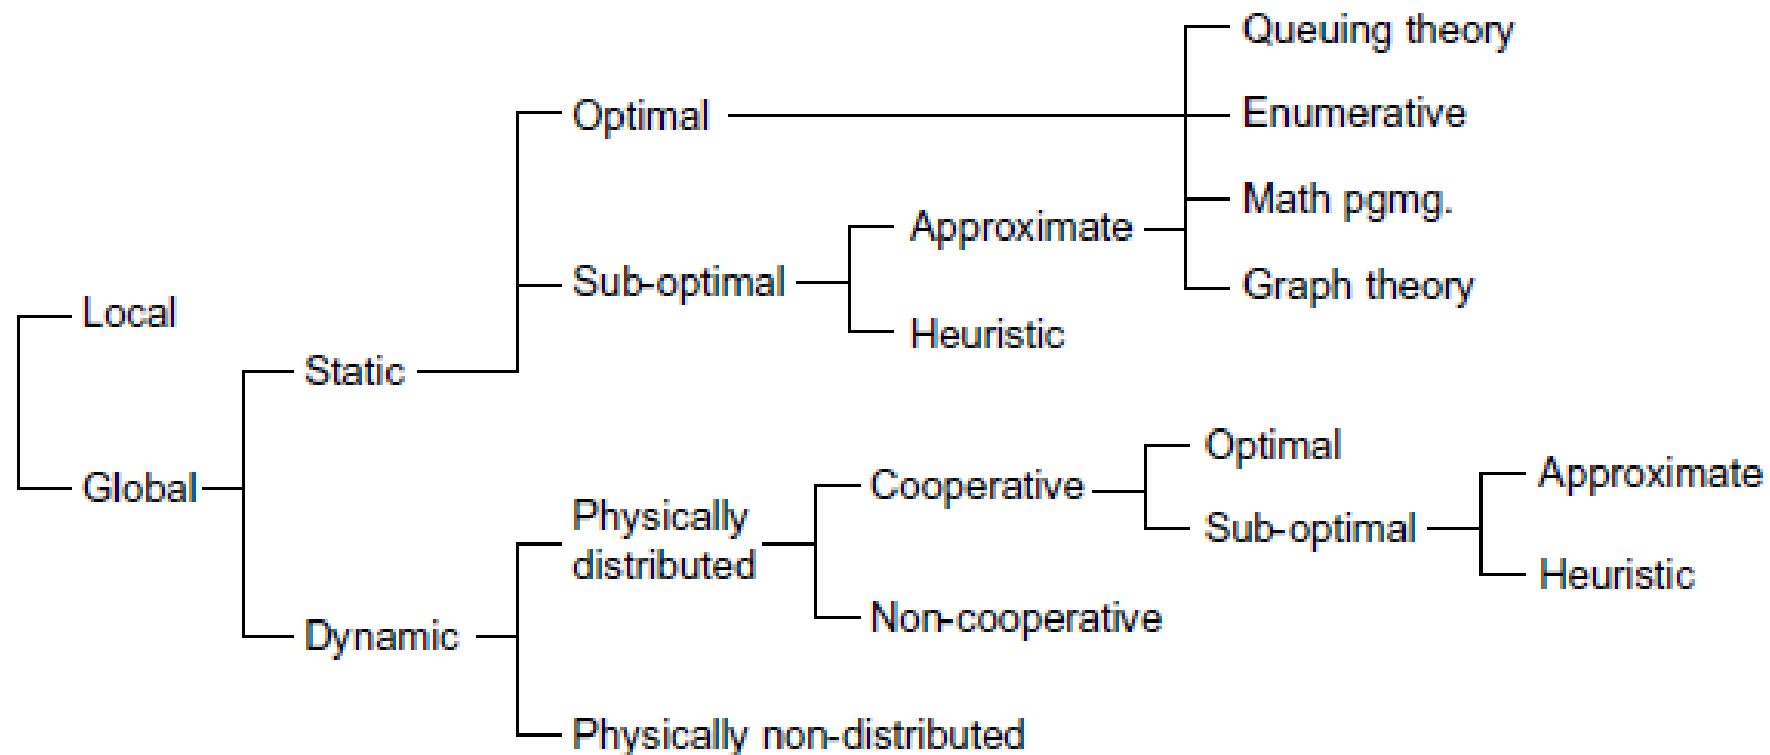 Queuing theory
Optimal
Enumerative
Math pgmg.
Approximate
Sub-optimal
Graph theory
Local
Heuristic
Static
Optimal
Approximate
Global
Cooperative
Physically
distributed
Sub-optimal
Heuristic
Non-cooperative
Dynamic
Physically non-distributed